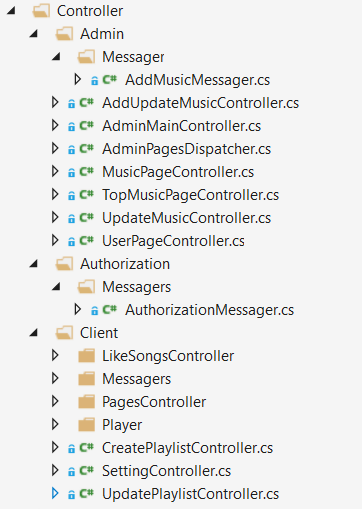 Controller
Admin
Messager
C# AddMusicMessager.cs
C# AddUpdateMusicController.cs
C# AdminMainController.cs
C# AdminPagesDispatcher.cs
C# MusicPageController.cs
C# TopMusicPageController.cs
C# UpdateMusicController.cs
C# UserPageController.cs
Authorization
Messagers
C# AuthorizationMessager.cs
Client
LikeSongsController
Messagers
PagesController
Player
C# CreatePlaylistController.cs
C# SettingController.cs
C# UpdatePlaylistController.cs